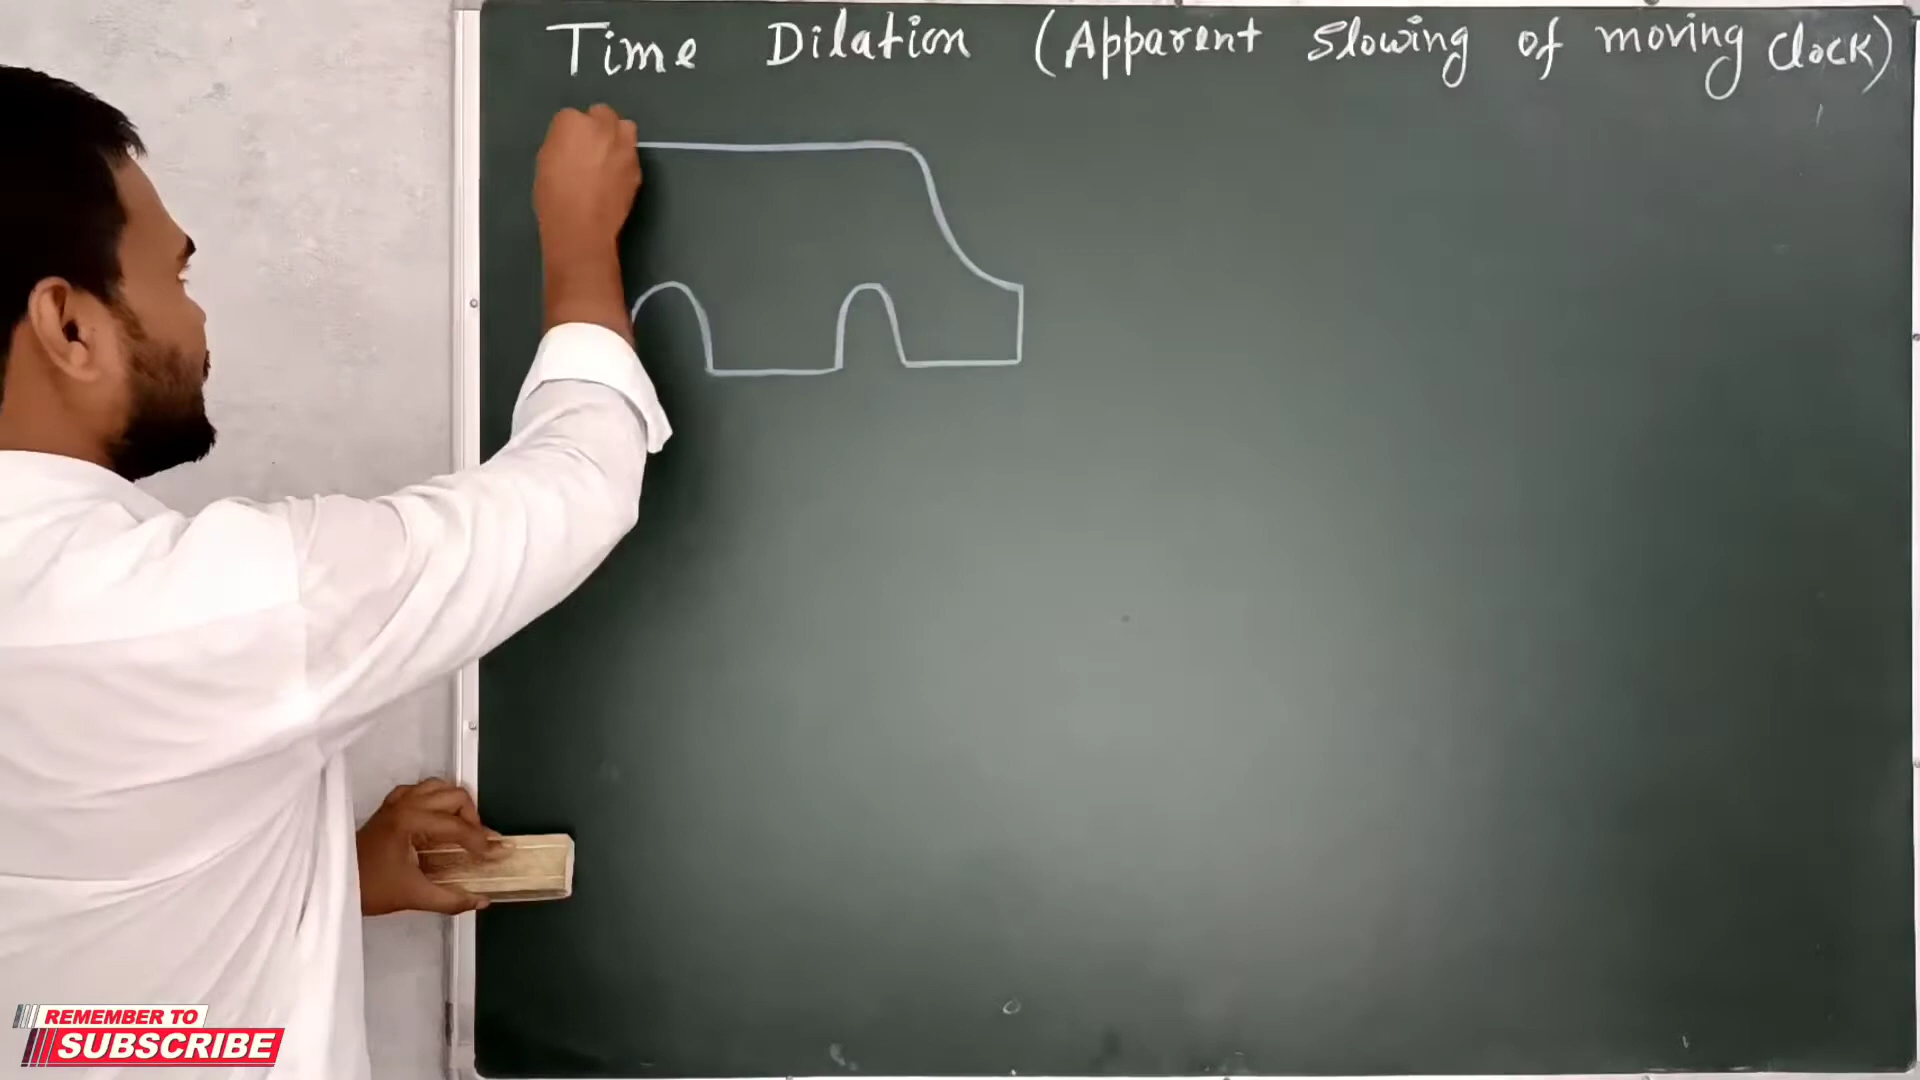 Time Dilation (Apparent Slowing of moving clock)
REMEMBER TO
SUBSCRIBE